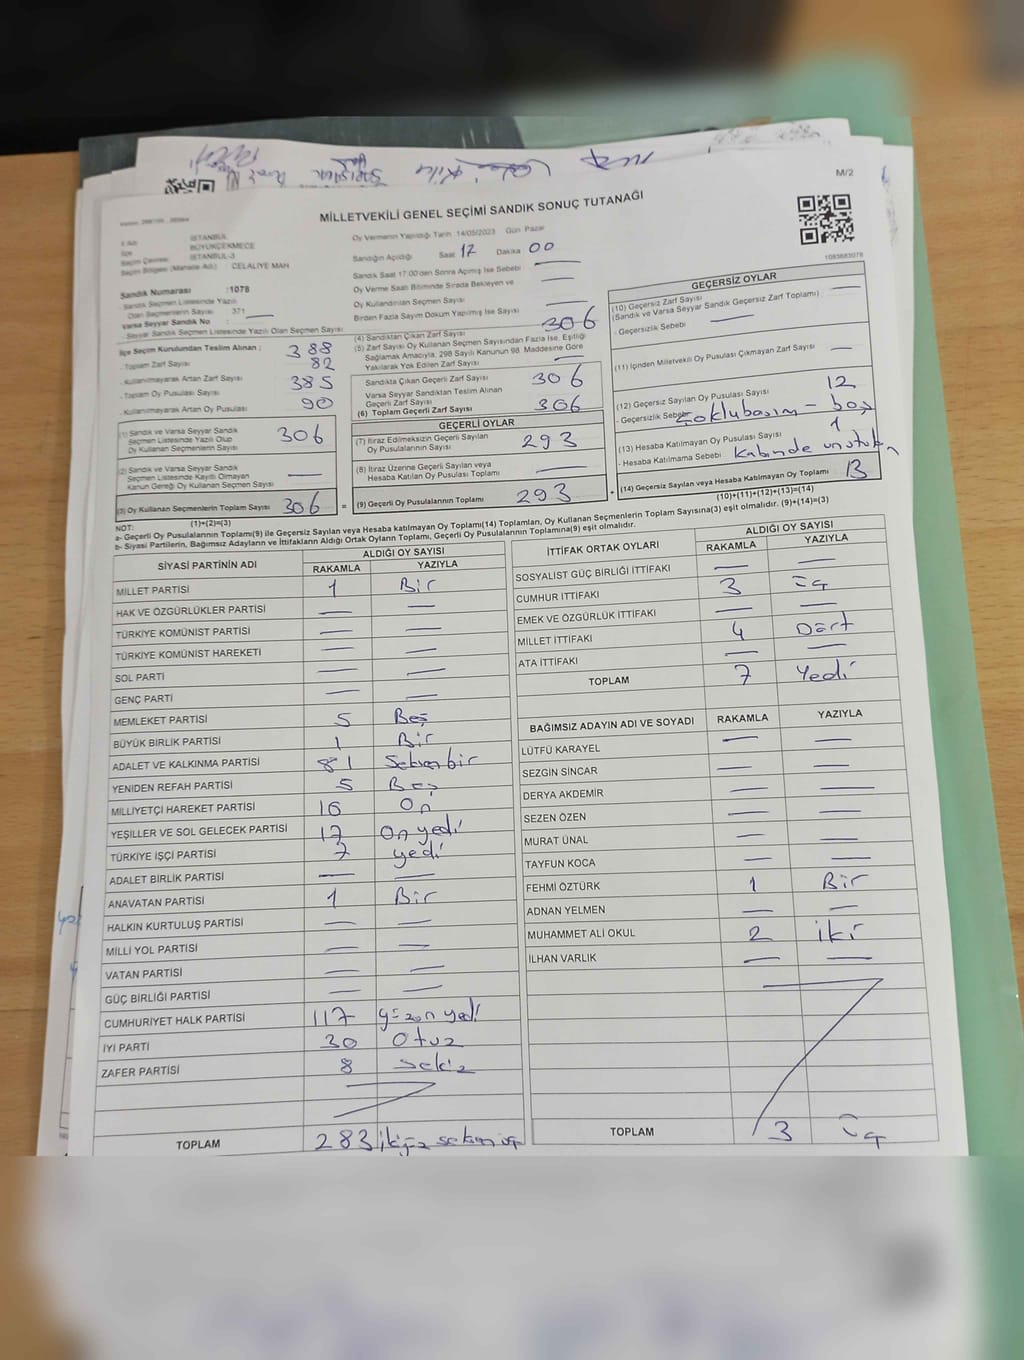 M/2
MİLLETVEKİLİ GENEL SEÇİMİ SANDIK SONUÇ TUTANAĞI
1083683078
İl Adı : İSTANBUL
İlçe : BÜYÜKÇEKMECE
Seçim Çevresi : İSTANBUL-3
Seçim Bölgesi (Mahalle Adı) : CELALİYE MAH
Sandık Numarası :1078
- Sandık Seçmen Listesinde Yazılı
Olan Seçmenlerin Sayısı : 371
Varsa Seyyar Sandık No :
- Seyyar Sandık Seçmen Listesinde Yazılı Olan Seçmen Sayısı:
Oy Vermenin Yapıldığı Tarih :14/05/2023 Gün Pazar
Sandığın Açıldığı Saat 17 Dakika 00
Sandık Saat 17:00'den Sonra Açımış İse Sebebi
Oy Verme Saati Bitiminde Sırada Bekleyen ve
Oy Kullandırılan Seçmen Sayısı
Birden Fazla Sayım Döküm Yapılmış İse Sayısı
İlçe Seçim Kurulundan Teslim Alınan ;
- Toplam Zarf Sayısı 388
- Kullanılmayarak Artan Zarf Sayısı 82
- Toplam Oy Pusulası Sayısı 385
- Kullanılmayarak Artan Oy Pusulası 90
(1) Sandık ve Varsa Seyyar Sandık
Seçmen Listesinde Yazılı Olup
Oy Kullanan Seçmenlerin Sayısı 306
(2) Sandık ve Varsa Seyyar Sandık
Seçmen Listesinde Kayıtlı Olmayan
Kanun Gereği Oy Kullanan Seçmen Sayısı —
(3) Oy Kullanan Seçmenlerin Toplam Sayısı 306 =
(1)+(2)=(3)
(4) Sandıktan Çıkan Zarf Sayısı 306
(5) Zarf Sayısı Oy Kullanan Seçmen Sayısından Fazla İse, Eşitliği
Sağlamak Amacıyla, 298 Sayılı Kanunun 98. Maddesine Göre
Yakılarak Yok Edilen Zarf Sayısı —
Sandıkta Çıkan Geçerli Zarf Sayısı 306
Varsa Seyyar Sandıktan Teslim Alınan
Geçerli Zarf Sayısı
(6) Toplam Geçerli Zarf Sayısı 306
GEÇERLİ OYLAR
(7) İtiraz Edilmeksizin Geçerli Sayılan
Oy Pusulalarının Sayısı 293
(8) İtiraz Üzerine Geçerli Sayılan veya
Hesaba Katılan Oy Pusulası Toplamı —
(9) Geçerli Oy Pusulalarının Toplamı 293 +
GEÇERSİZ OYLAR
(10) Geçersiz Zarf Sayısı
(Sandık ve Varsa Seyyar Sandık Geçersiz Zarf Toplamı) : —
- Geçersizlik Sebebi —
(11) İçinden Milletvekili Oy Pusulası Çıkmayan Zarf Sayısı —
(12) Geçersiz Sayılan Oy Pusulası Sayısı 12
- Geçersizlik Sebebi çoklubasım - boş
(13) Hesaba Katılmayan Oy Pusulası Sayısı 1
- Hesaba Katılmama Sebebi Kabinde unutulan
(14) Geçersiz Sayılan veya Hesaba Katılmayan Oy Toplamı 13
(10)+(11)+(12)+(13)=(14)
NOT:
a- Geçerli Oy Pusulalarının Toplamı(9) ile Geçersiz Sayılan veya Hesaba katılmayan Oy Toplamı(14) Toplamları, Oy Kullanan Seçmenlerin Toplam Sayısına(3) eşit olmalıdır. (9)+(14)=(3)
b- Siyasi Partilerin, Bağımsız Adayların ve İttifakların Aldığı Ortak Oyların Toplamı, Geçerli Oy Pusulalarının Toplamına(9) eşit olmalıdır.
SİYASİ PARTİNİN ADI ALDIĞI OY SAYISI
RAKAMLA YAZIYLA
MİLLET PARTİSİ 1 Bir
HAK VE ÖZGÜRLÜKLER PARTİSİ — —
TÜRKİYE KOMÜNİST PARTİSİ — —
TÜRKİYE KOMÜNİST HAREKETİ — —
SOL PARTİ — —
GENÇ PARTİ — —
MEMLEKET PARTİSİ 5 Beş
BÜYÜK BİRLİK PARTİSİ 1 Bir
ADALET VE KALKINMA PARTİSİ 81 Seksenbir
YENİDEN REFAH PARTİSİ 5 Beş
MİLLİYETÇİ HAREKET PARTİSİ 10 On
YEŞİLLER VE SOL GELECEK PARTİSİ 17 On yedi
TÜRKİYE İŞÇİ PARTİSİ 7 yedi
ADALET BİRLİK PARTİSİ — —
ANAVATAN PARTİSİ 1 Bir
HALKIN KURTULUŞ PARTİSİ — —
MİLLİ YOL PARTİSİ — —
VATAN PARTİSİ — —
GÜÇ BİRLİĞİ PARTİSİ — —
CUMHURİYET HALK PARTİSİ 117 yüzon yedi
İYİ PARTİ 30 Otuz
ZAFER PARTİSİ 8 sekiz
TOPLAM 283 ikiyüz seksen üç
İTTİFAK ORTAK OYLARI ALDIĞI OY SAYISI
RAKAMLA YAZIYLA
SOSYALİST GÜÇ BİRLİĞİ İTTİFAKI — —
CUMHUR İTTİFAKI 3 üç
EMEK VE ÖZGÜRLÜK İTTİFAKI — —
MİLLET İTTİFAKI 4 Dört
ATA İTTİFAKI — —
TOPLAM 7 Yedi
BAĞIMSIZ ADAYIN ADI VE SOYADI RAKAMLA YAZIYLA
LÜTFÜ KARAYEL — —
SEZGİN SİNCAR — —
DERYA AKDEMİR — —
SEZEN ÖZEN — —
MURAT ÜNAL — —
TAYFUN KOCA — —
FEHMİ ÖZTÜRK 1 Bir
ADNAN YELMEN — —
MUHAMMET ALİ OKUL 2 iki
İLHAN VARLIK — —
TOPLAM 3 üç